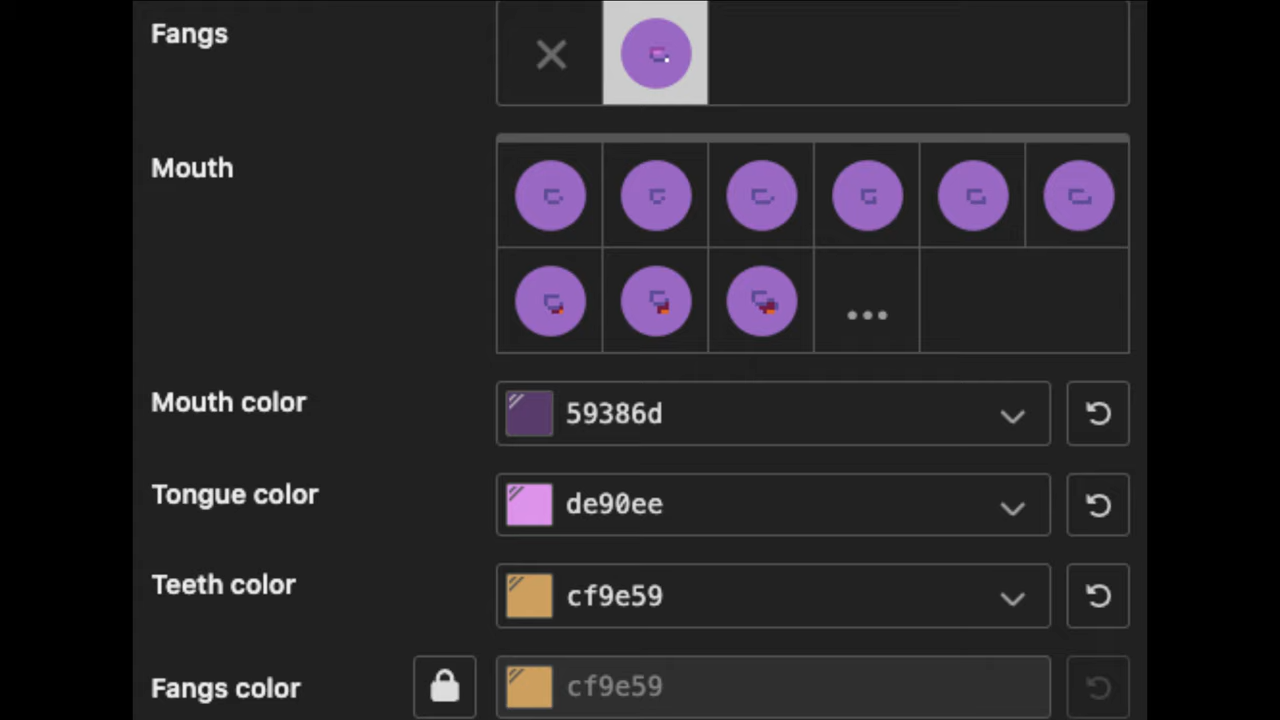 Fangs
Mouth
...
Mouth color
59386d
Tongue color
de90ee
Teeth color
cf9e59
Fangs color
cf9e59